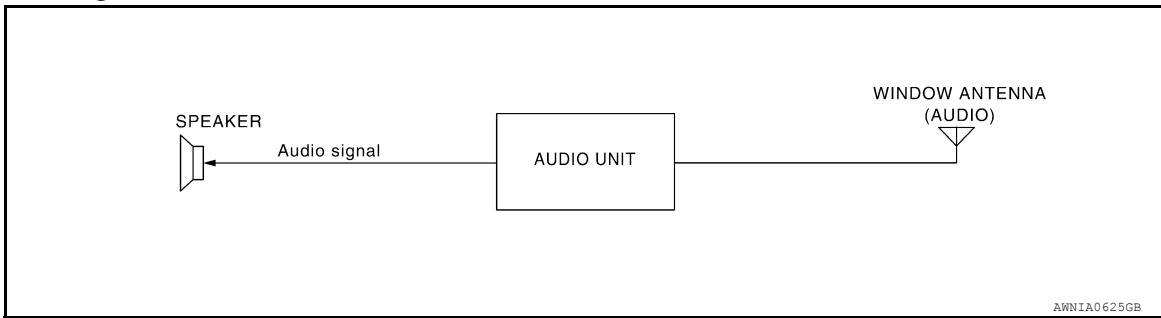 WINDOW ANTENNA
(AUDIO)
SPEAKER
Audio signal
AUDIO UNIT
AWNIA0625GB